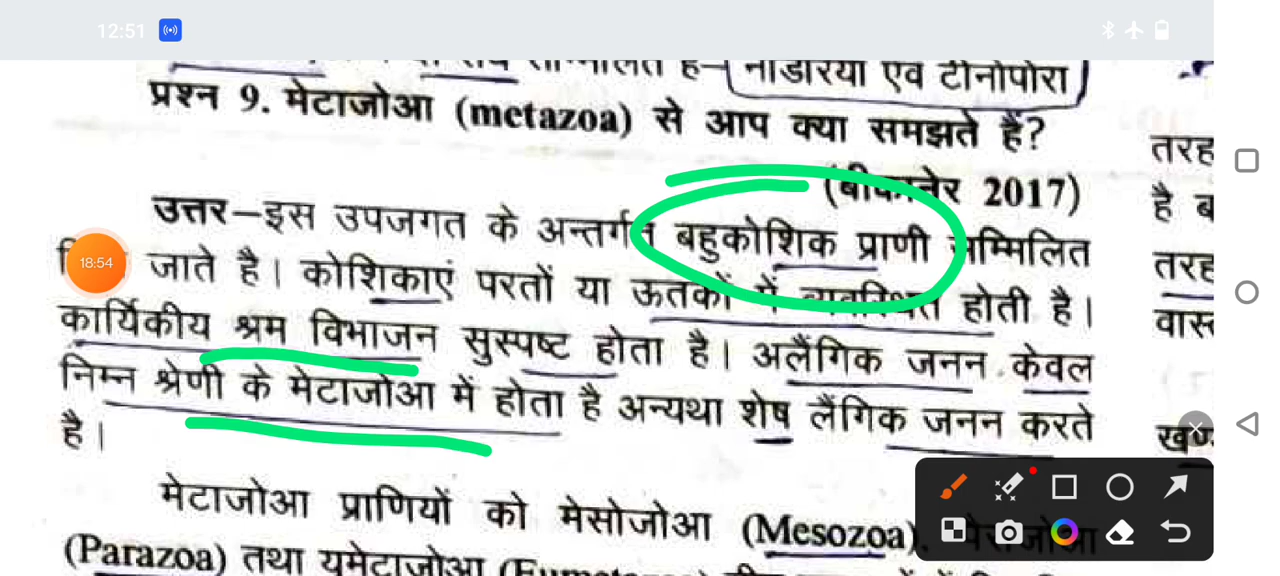 12:51
नीडेरिया एवं टीनोपोरा
प्रश्न 9. मेटाजोआ (metazoa) से आप क्या समझते हैं?
(बीकानेर 2017)
उत्तर–इस उपजगत के अन्तर्गत बहुकोशिक प्राणी सम्मिलित
जाते है। कोशिकाएं परतों या ऊतकों में व्यवस्थित होती है।
कार्यिकीय श्रम विभाजन सुस्पष्ट होता है। अलैंगिक जनन केवल
निम्न श्रेणी के मेटाजोआ में होता है अन्यथा शेष लैंगिक जनन करते
है।
मेटाजोआ प्राणियों को मेसोजोआ (Mesozoa),
(Parazoa) तथा यूमेटाजोआ
18:54
तरह
है
तरह